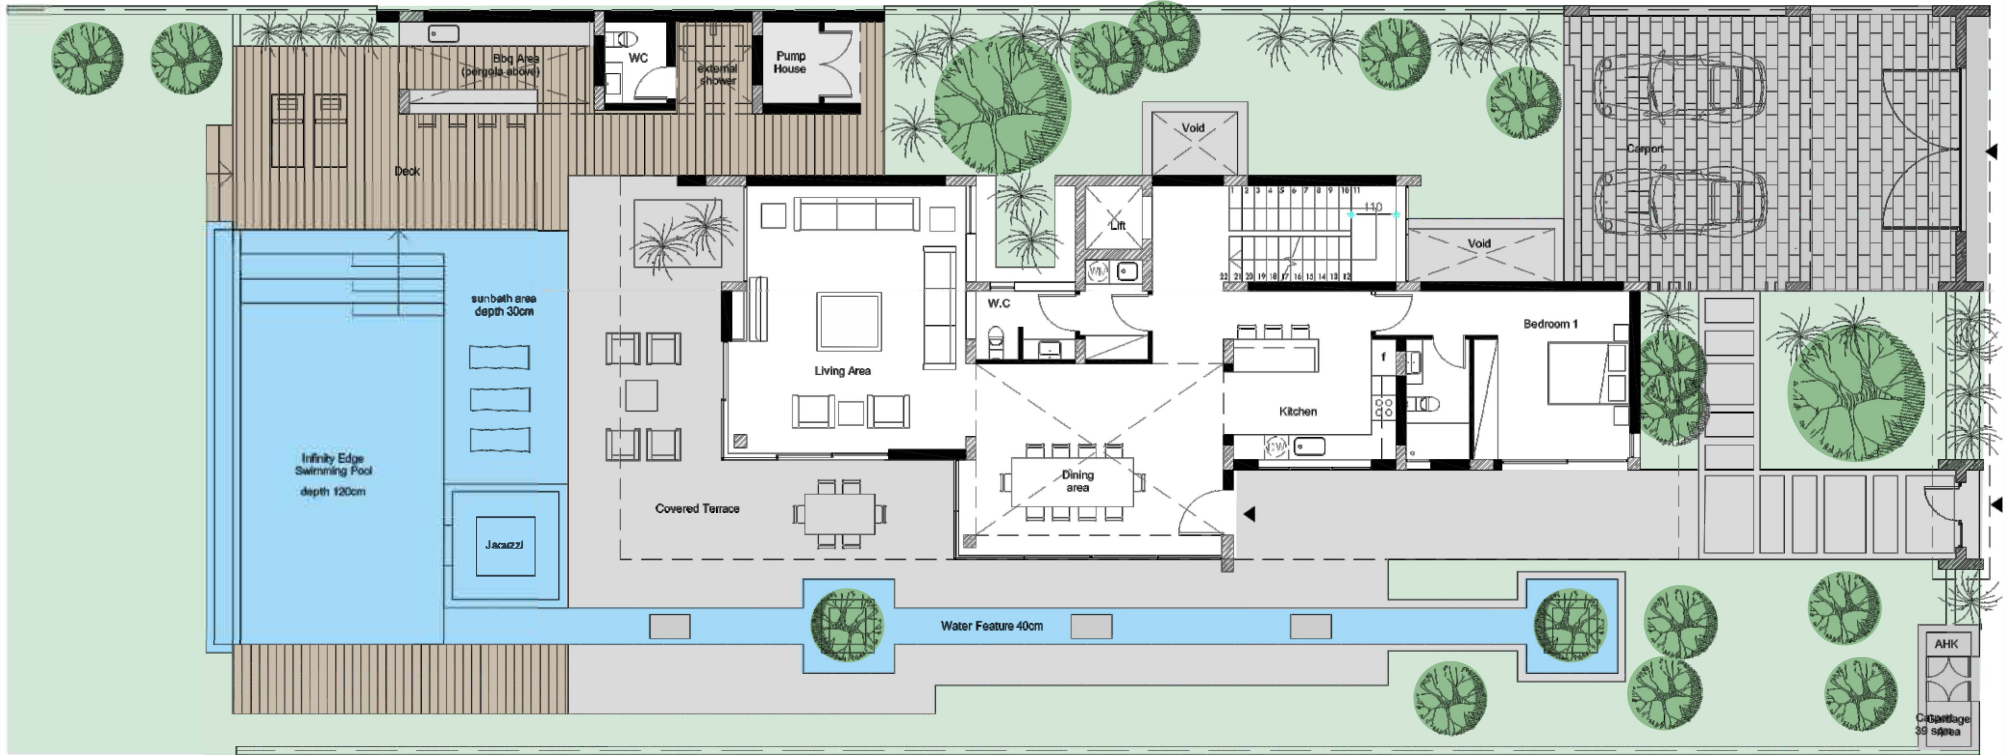 WC
Pump
House
Bbq Area
(pergola above)
external
shower
Void
Carport
Deck
1 2 3 4 5 6 7 8 9 10 11
110
Lift
Void
22 21 20 19 18 17 16 15 14 13 12
sunbath area
depth 30cm
W.C
Bedroom 1
Living Area
f
Kitchen
Infinity Edge
Swimming Pool
depth 120cm
Dining
area
Covered Terrace
Jacuzzi
Water Feature 40cm
AHK
Garbage
Area